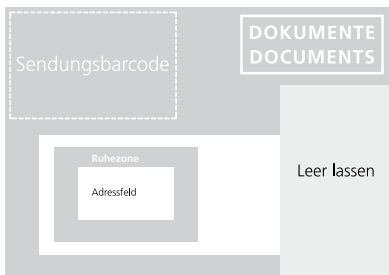 Sendungsbarcode
DOKUMENTE
DOCUMENTS
Ruhezone
Adressfeld
Leer lassen